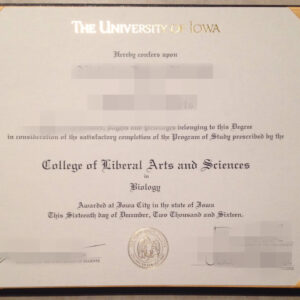 THE UNIVERSITY OF IOWA
Hereby confers upon
belonging to this Degree
in consideration of the satisfactory completion of the Program of Study prescribed by the
College of Liberal Arts and Sciences
in
Biology
Awarded at Iowa City in the state of Iowa
This Sixteenth day of December, Two Thousand and Sixteen.